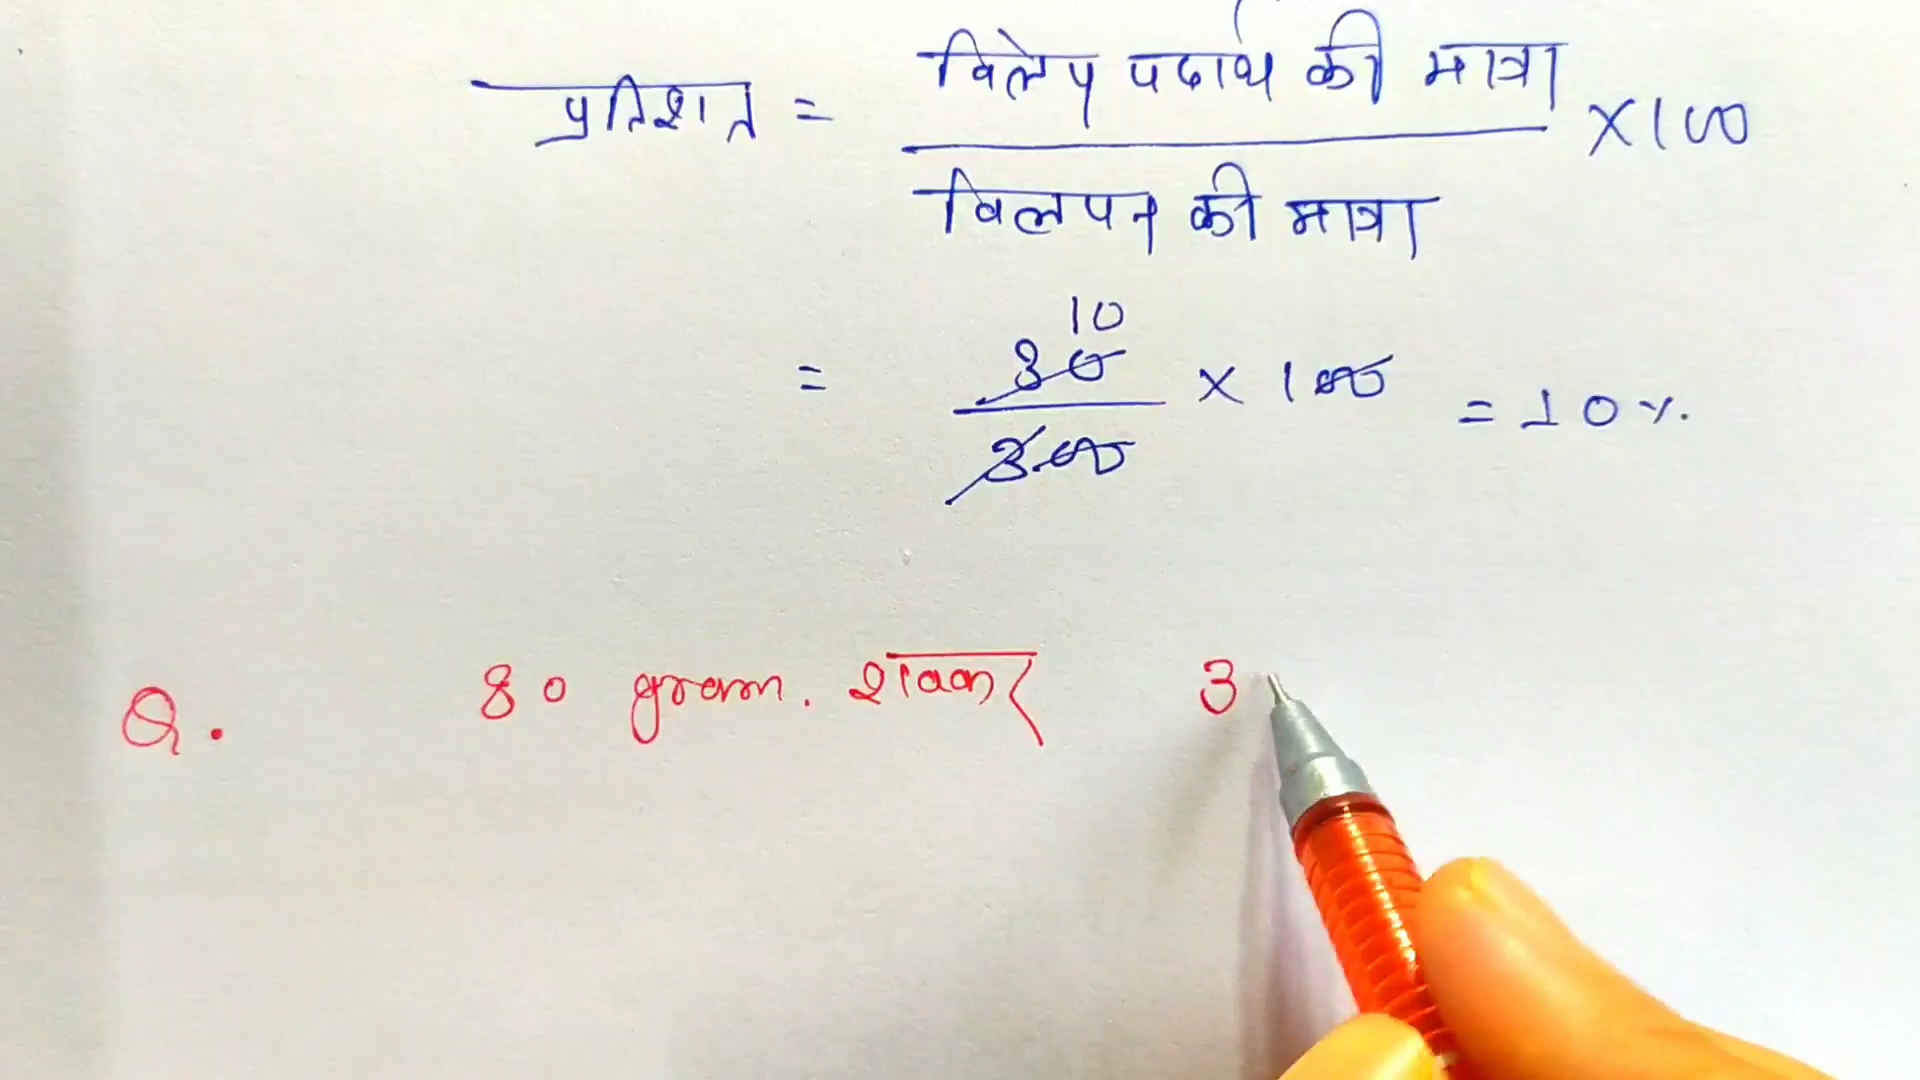 प्रतिशत = विलेय पदार्थ की मात्रा × 100
विलयन की मात्रा
10
= 30 × 100 = 10%
300
Q. 80 gram. शक्कर 3